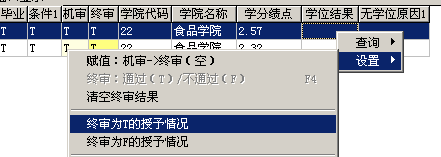 毕业 条件1 机审 终审 学院代码 学院名称 学分绩点 学位结果 无学位原因1
T T T T 22 食品学院 2.57
T T T T 22 食品学院 2.32
查询
设置
赋值：机审->终审（空）
终审：通过（T）/不通过（F） F4
清空终审结果
终审为T的授予情况
终审为F的授予情况